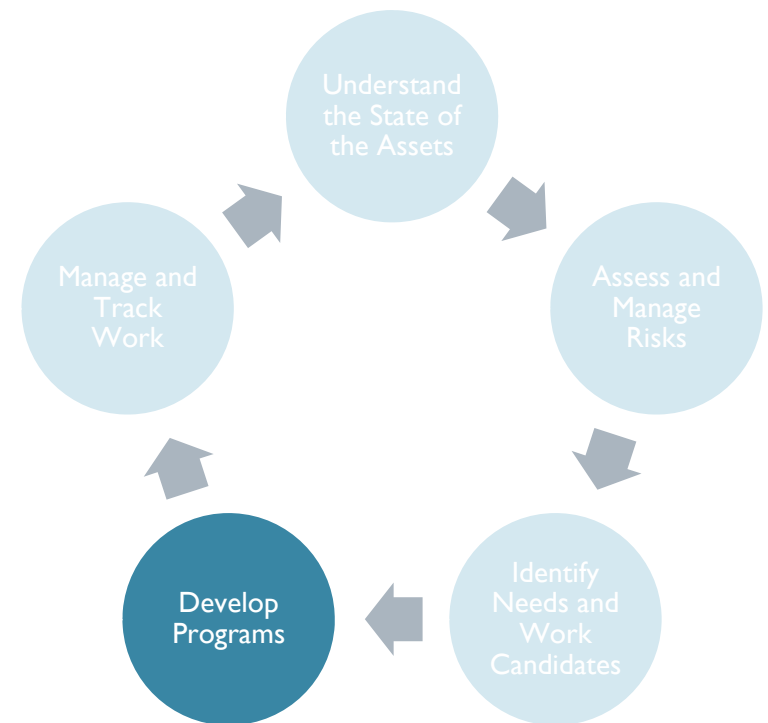 Understand
the State of
the Assets
Assess and
Manage
Risks
Identify
Needs and
Work
Candidates
Develop
Programs
Manage and
Track
Work